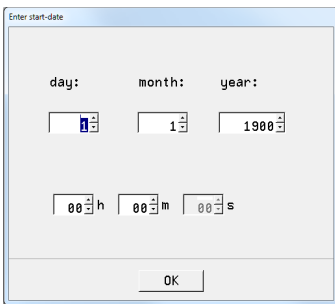 Enter start-date
day: month: year:
1 1 1900
00 h 00 m 00 s
OK